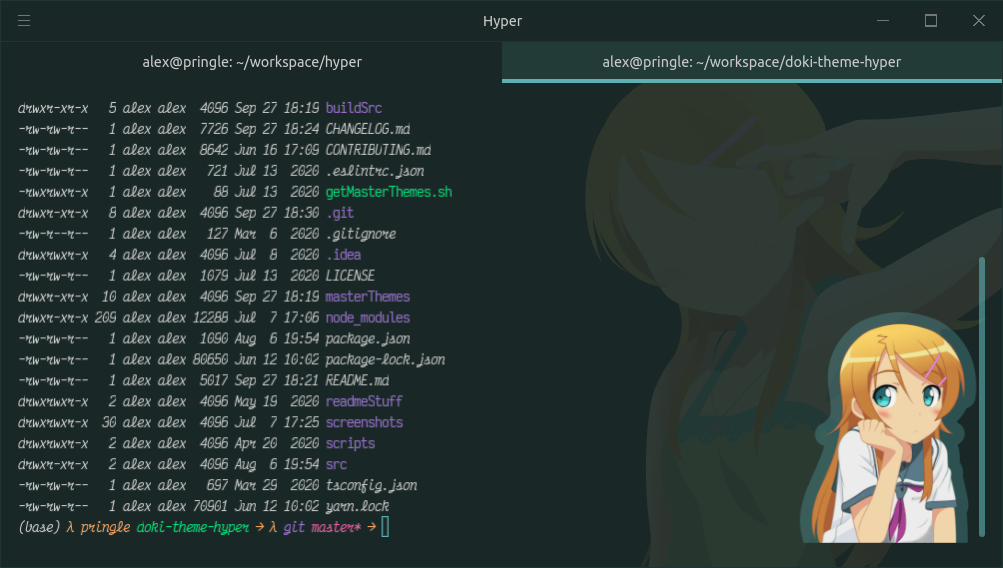 Hyper
alex@pringle: ~/workspace/hyper
alex@pringle: ~/workspace/doki-theme-hyper
drwxr-xr-x 5 alex alex 4096 Sep 27 18:19 buildSrc
-rw-rw-r-- 1 alex alex 7726 Sep 27 18:24 CHANGELOG.md
-rw-rw-r-- 1 alex alex 8642 Jun 16 17:09 CONTRIBUTING.md
-rw-rw-r-- 1 alex alex 721 Jul 13 2020 .eslintrc.json
-rwxrwxr-x 1 alex alex 88 Jul 13 2020 getMasterThemes.sh
drwxrwxr-x 8 alex alex 4096 Sep 27 18:30 .git
-rw-r--r-- 1 alex alex 127 Mar 6 2020 .gitignore
drwxrwxr-x 4 alex alex 4096 Jul 8 2020 .idea
-rw-rw-r-- 1 alex alex 1079 Jul 13 2020 LICENSE
drwxr-xr-x 10 alex alex 4096 Sep 27 18:19 masterThemes
drwxr-xr-x 209 alex alex 12288 Jul 7 17:06 node_modules
-rw-rw-r-- 1 alex alex 1090 Aug 6 19:54 package.json
-rw-rw-r-- 1 alex alex 80650 Jun 12 10:02 package-lock.json
-rw-rw-r-- 1 alex alex 5017 Sep 27 18:21 README.md
drwxrwxr-x 2 alex alex 4096 May 19 2020 readmeStuff
drwxrwxr-x 30 alex alex 4096 Jul 7 17:25 screenshots
drwxrwxr-x 2 alex alex 4096 Apr 20 2020 scripts
drwxr-xr-x 2 alex alex 4096 Aug 6 19:54 src
-rw-rw-r-- 1 alex alex 697 Mar 29 2020 tsconfig.json
-rw-rw-r-- 1 alex alex 70901 Jun 12 10:02 yarn.lock
(base) λ pringle doki-theme-hyper → λ git master* →